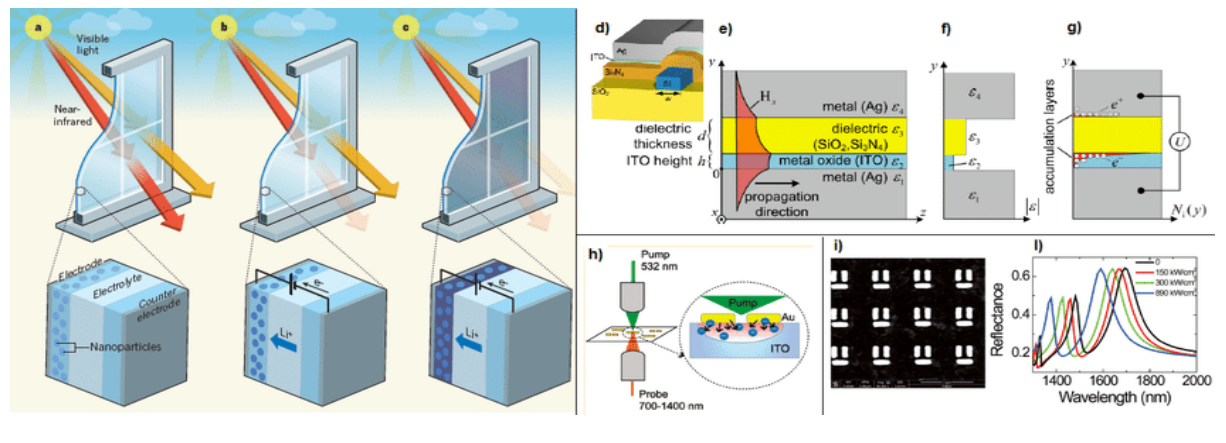 a
b
c
Visible
light
Near-
infrared
Electrode
Electrolyte
Counter
electrode
Nanoparticles
e-
Li+
e-
Li+
d)
Ag
ITO
Si3N4
SiO2
dielectric
thickness
ITO height
e)
y
Hx
d
h
0
x
z
metal (Ag) ε4
dielectric ε3
(SiO2,Si3N4)
metal oxide (ITO) ε2
metal (Ag) ε1
propagation
direction
f)
y
ε4
ε3
ε2
ε1
|ε|
g)
y
accumulation layers
e+
e-
U
Ni(y)
h)
Pump
532 nm
Probe
700-1400 nm
Pump
Au
ITO
i)
l)
0
150 kW/cm²
300 kW/cm²
890 kW/cm²
Reflectance
0.6
0.4
0.2
1400 1600 1800 2000
Wavelength (nm)